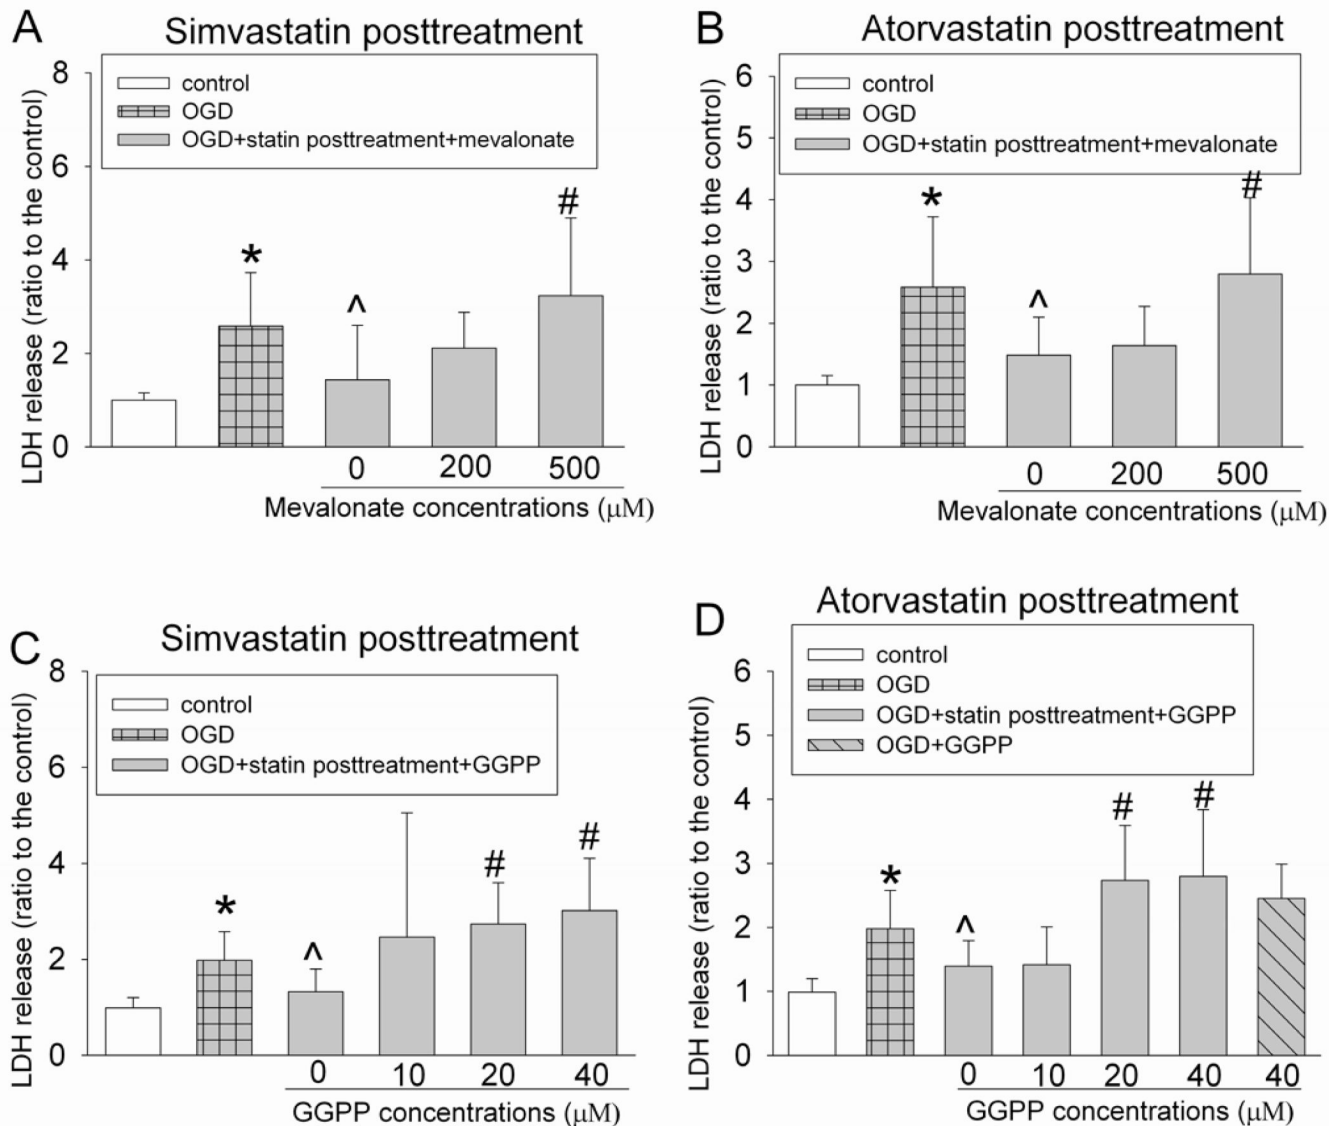 A
Simvastatin posttreatment
control
OGD
OGD+statin posttreatment+mevalonate
8
6
4
2
0
LDH release (ratio to the control)
*
^
#
0 200 500
Mevalonate concentrations (μM)
B
Atorvastatin posttreatment
control
OGD
OGD+statin posttreatment+mevalonate
6
5
4
3
2
1
0
LDH release (ratio to the control)
*
^
#
0 200 500
Mevalonate concentrations (μM)
C
Simvastatin posttreatment
control
OGD
OGD+statin posttreatment+GGPP
8
6
4
2
0
LDH release (ratio to the control)
*
^
#
#
0 10 20 40
GGPP concentrations (μM)
D
Atorvastatin posttreatment
control
OGD
OGD+statin posttreatment+GGPP
OGD+GGPP
6
5
4
3
2
1
0
LDH release (ratio to the control)
*
^
#
#
0 10 20 40 40
GGPP concentrations (μM)